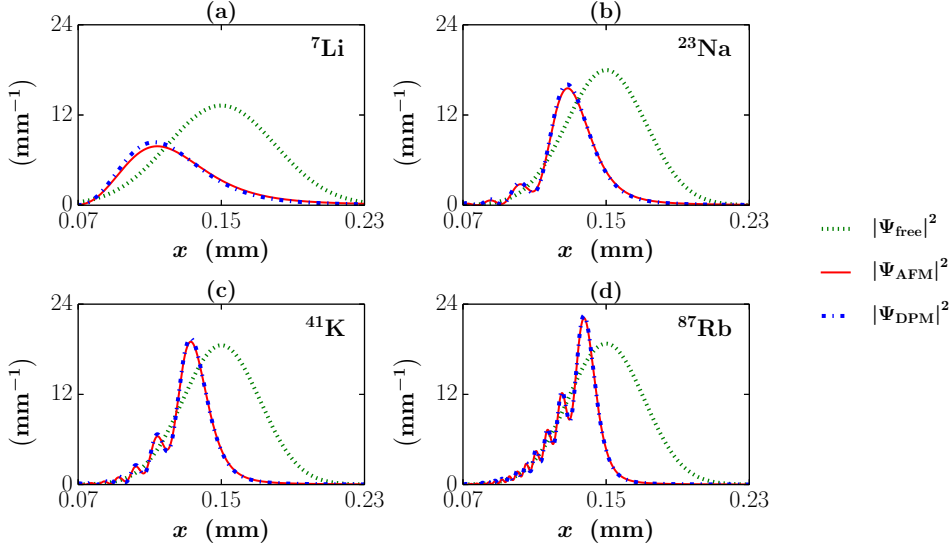 (a)
24
12
0
(mm⁻¹)
⁷Li
0.07 0.15 0.23
x (mm)
(b)
24
12
0
(mm⁻¹)
²³Na
0.07 0.15 0.23
x (mm)
(c)
24
12
0
(mm⁻¹)
⁴¹K
0.07 0.15 0.23
x (mm)
(d)
24
12
0
(mm⁻¹)
⁸⁷Rb
0.07 0.15 0.23
x (mm)
|Ψfree|²
|ΨAFM|²
|ΨDPM|²